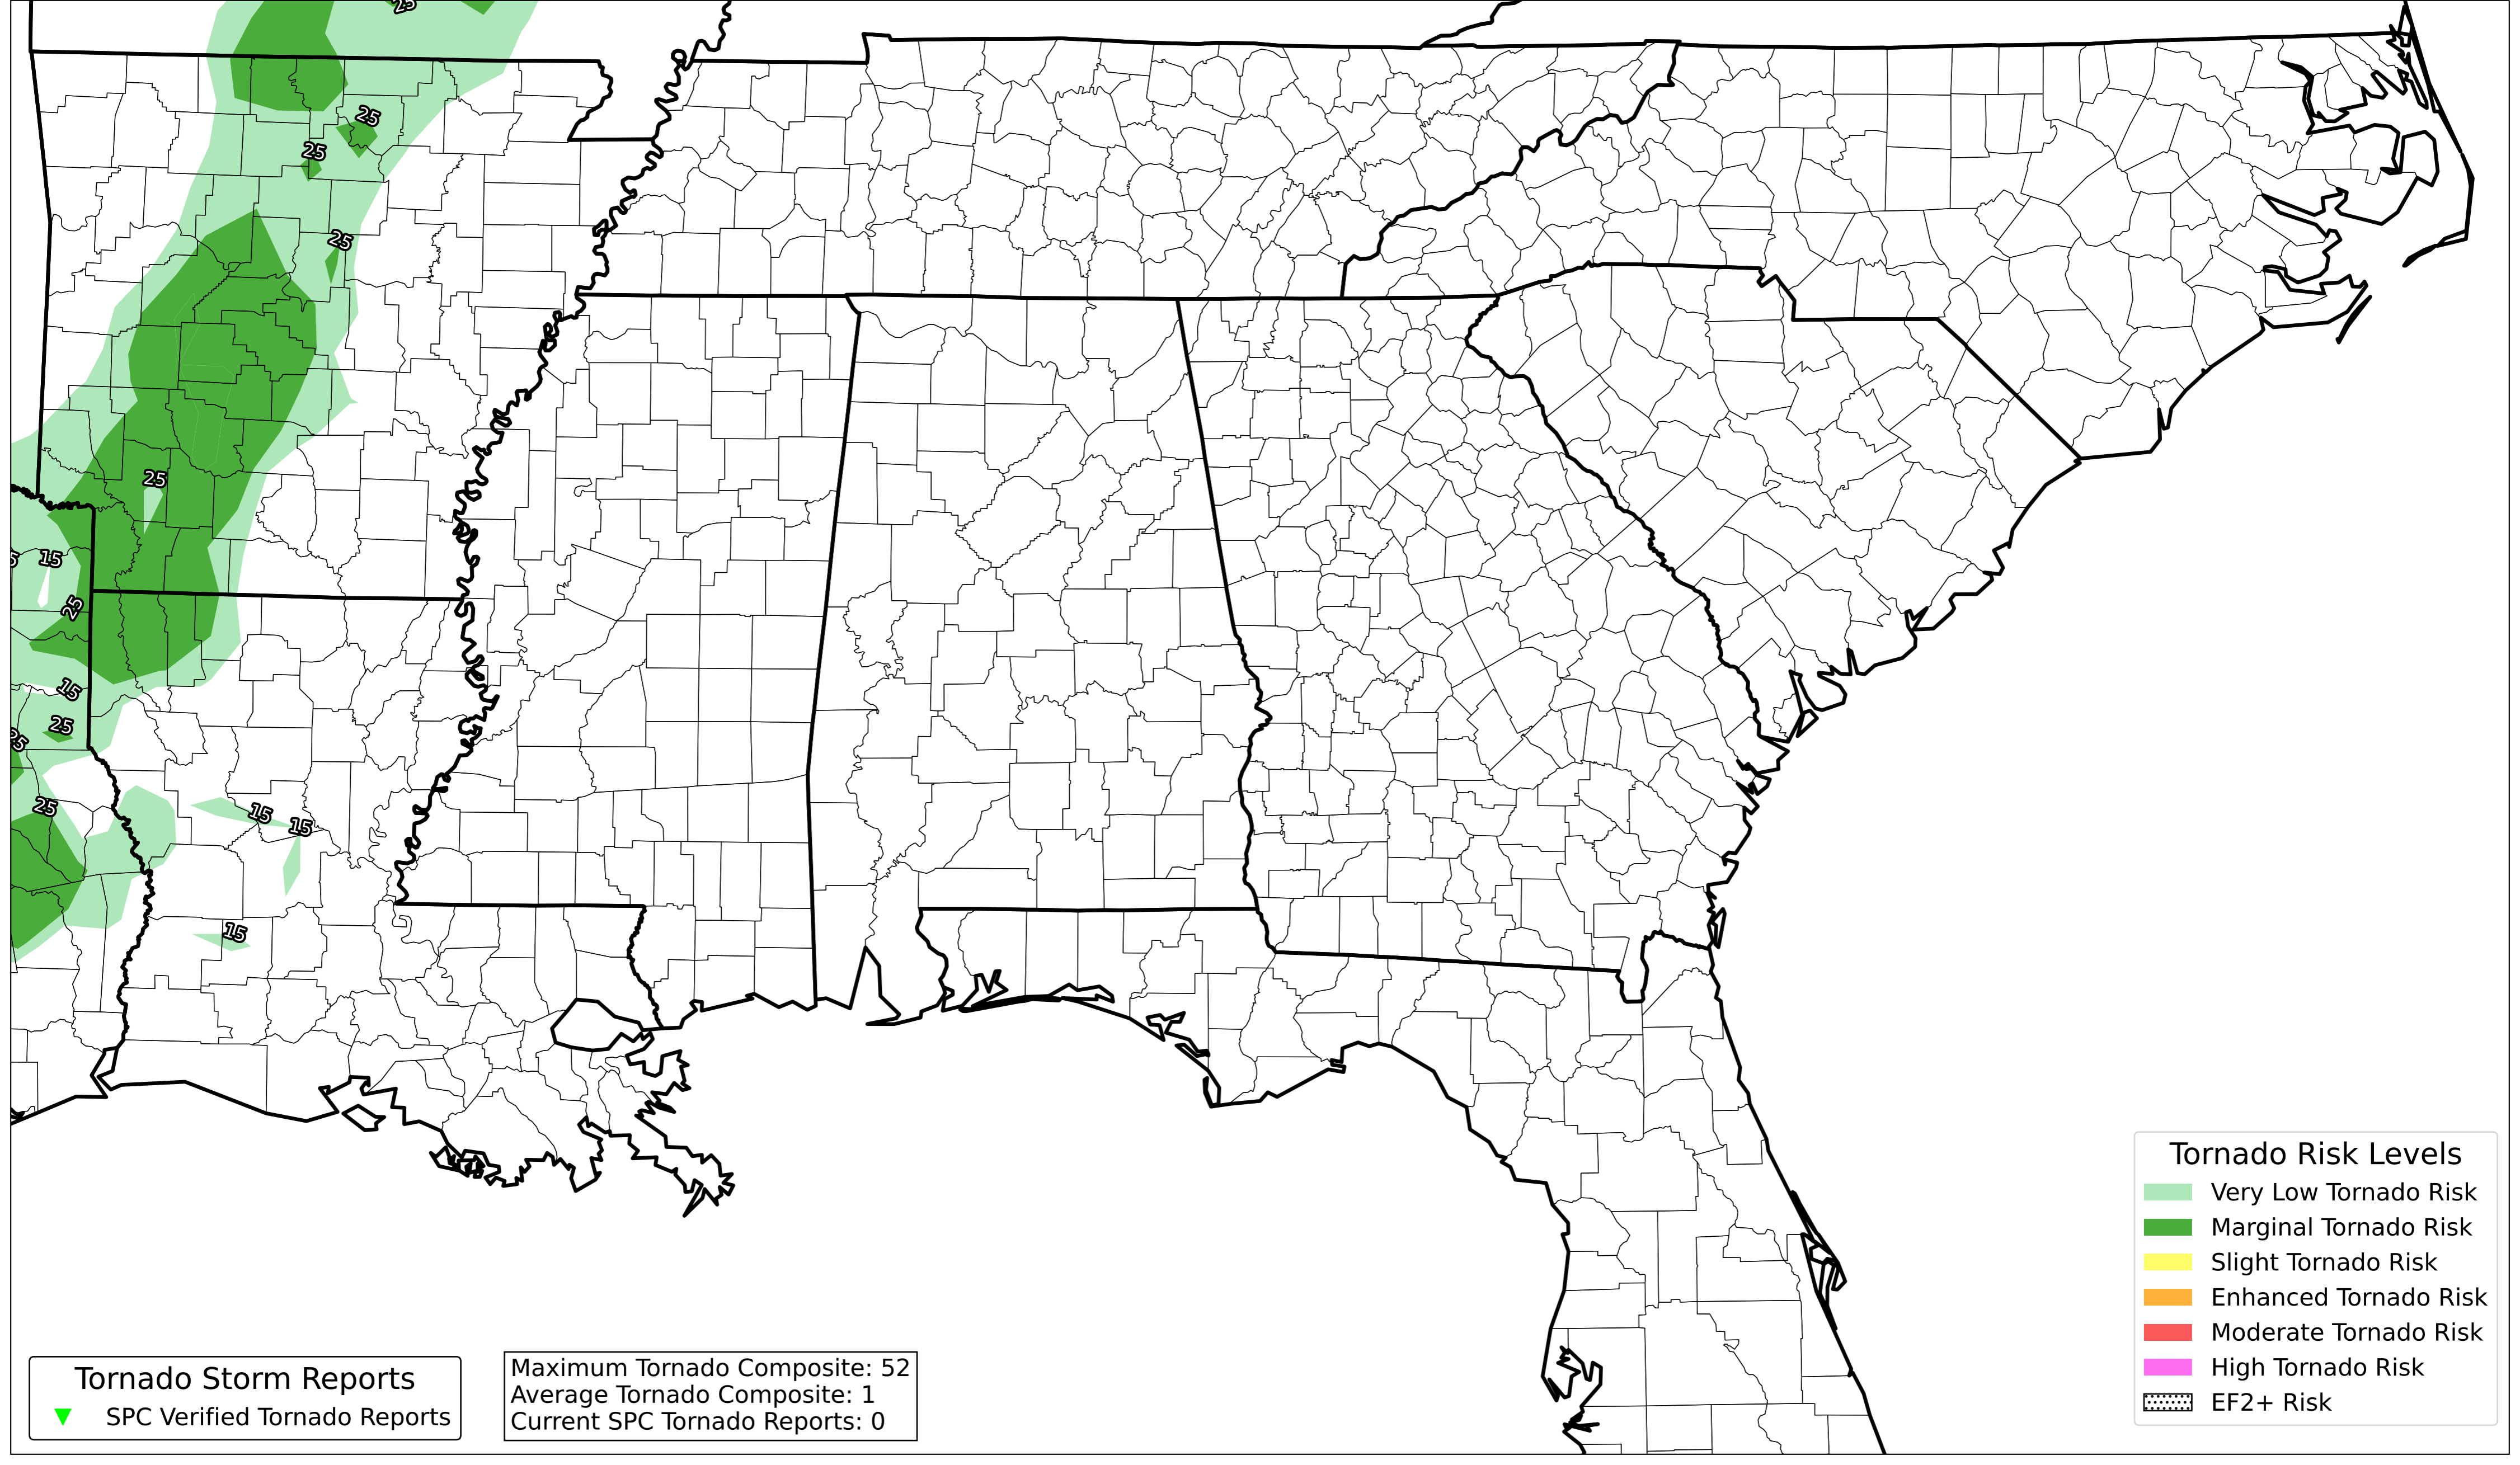 25
25
25
25
25
5
15
25
15
25
25
25
15
15
15
Tornado Risk Levels
Very Low Tornado Risk
Marginal Tornado Risk
Slight Tornado Risk
Enhanced Tornado Risk
Moderate Tornado Risk
High Tornado Risk
EF2+ Risk
Tornado Storm Reports
SPC Verified Tornado Reports
Maximum Tornado Composite: 52
Average Tornado Composite: 1
Current SPC Tornado Reports: 0